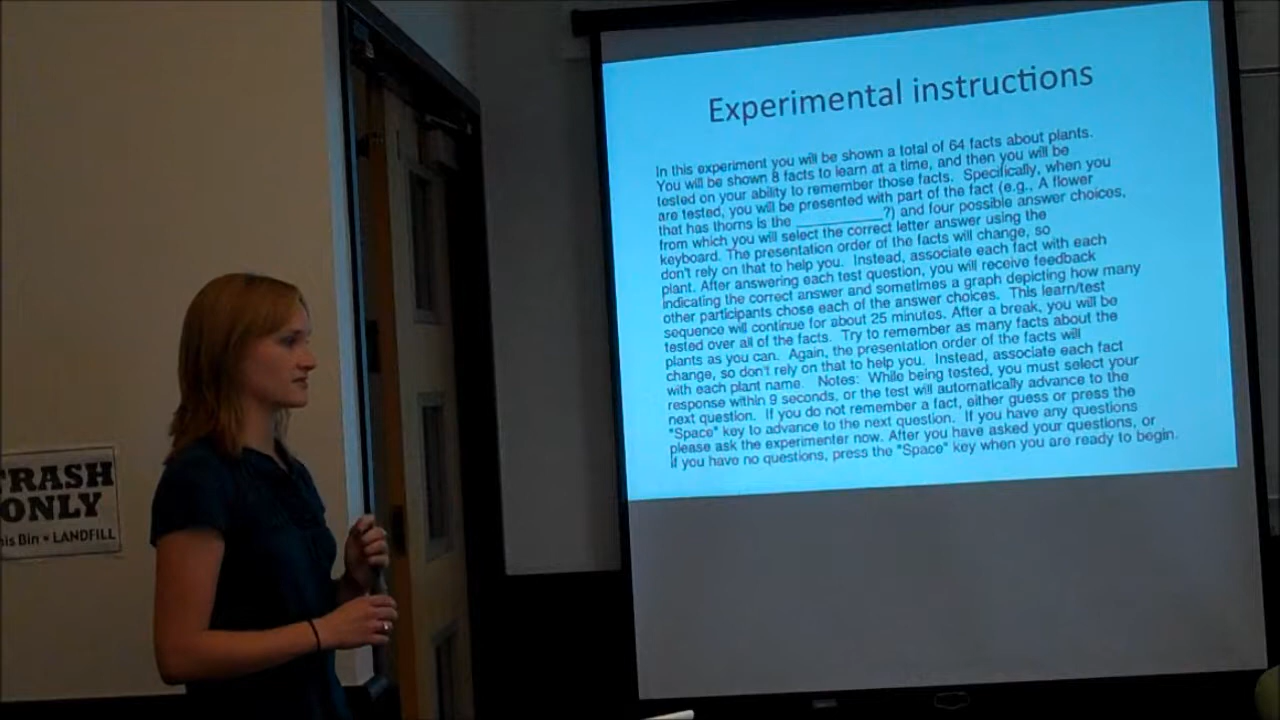 Experimental instructions
In this experiment you will be shown a total of 64 facts about plants.
You will be shown 8 facts to learn at a time, and then you will be
tested on your ability to remember those facts. Specifically, when you
are tested, you will be presented with part of the fact (e.g., A flower
that has thorns is the ____________?) and four possible answer choices,
from which you will select the correct letter answer using the
keyboard. The presentation order of the facts will change, so
don't rely on that to help you. Instead, associate each fact with each
plant. After answering each test question, you will receive feedback
indicating the correct answer and sometimes a graph depicting how many
other participants chose each of the answer choices. This learn/test
sequence will continue for about 25 minutes. After a break, you will be
tested over all of the facts. Try to remember as many facts about the
plants as you can. Again, the presentation order of the facts will
change, so don't rely on that to help you. Instead, associate each fact
with each plant name. Notes: While being tested, you must select your
response within 9 seconds, or the test will automatically advance to the
next question. If you do not remember a fact, either guess or press the
"Space" key to advance to the next question. If you have any questions
please ask the experimenter now. After you have asked your questions, or
if you have no questions, press the "Space" key when you are ready to begin.
TRASH
ONLY
his Bin = LANDFILL